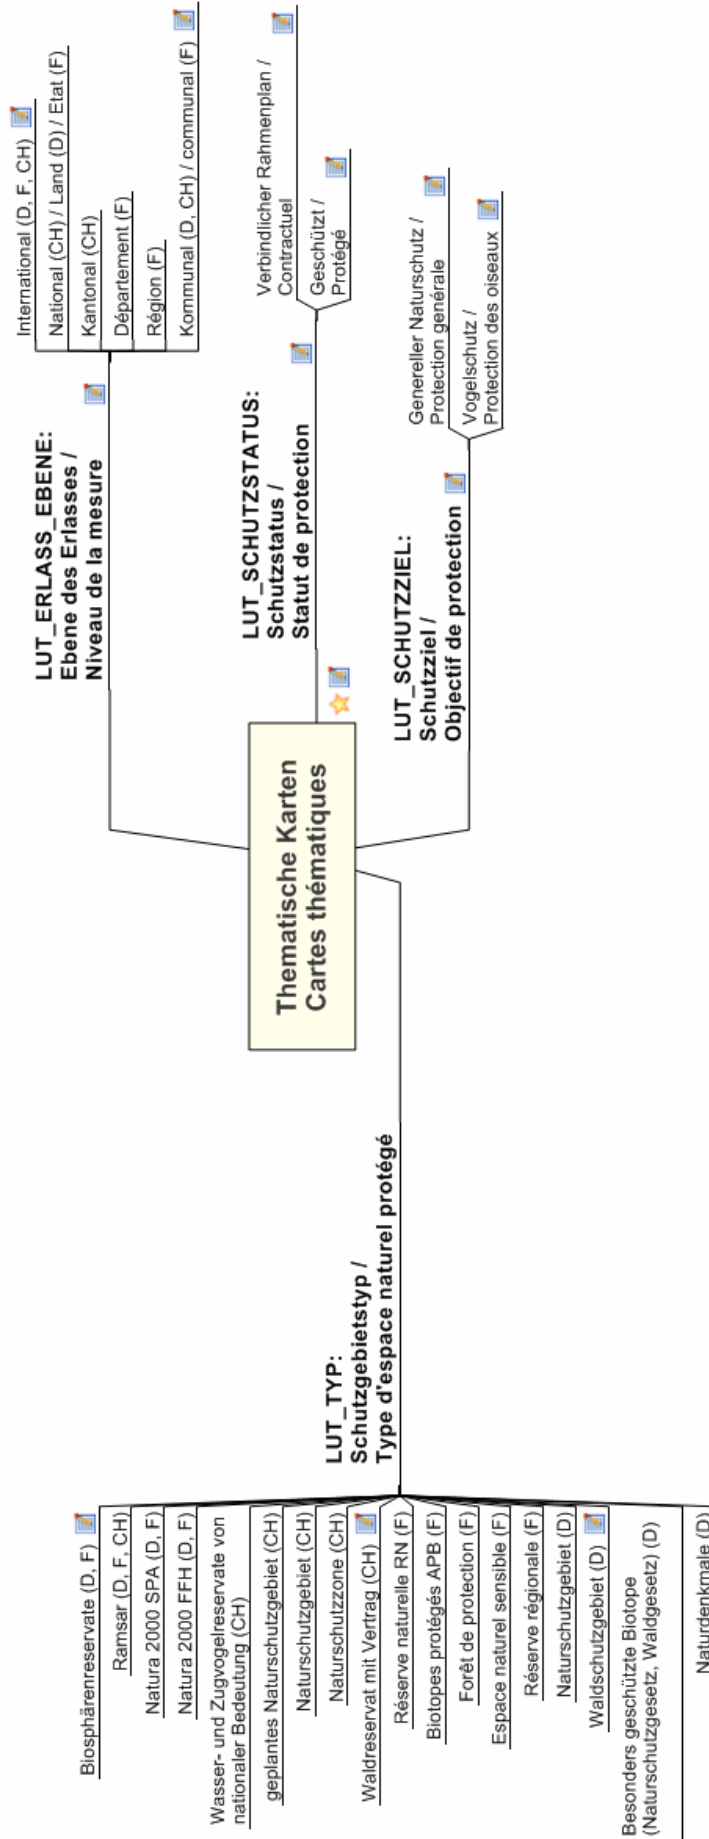 Thematische Karten
Cartes thématiques
LUT_ERLASS_EBENE:
Ebene des Erlasses /
Niveau de la mesure
International (D, F, CH)
National (CH) / Land (D) / Etat (F)
Kantonal (CH)
Département (F)
Région (F)
Kommunal (D, CH) / communal (F)
LUT_SCHUTZSTATUS:
Schutzstatus /
Statut de protection
Verbindlicher Rahmenplan /
Contractuel
Geschützt /
Protégé
LUT_SCHUTZZIEL:
Schutzziel /
Objectif de protection
Genereller Naturschutz /
Protection generále
Vogelschutz /
Protection des oiseaux
LUT_TYP:
Schutzgebietstyp /
Type d'espace naturel protégé
Biosphärenreservate (D, F)
Ramsar (D, F, CH)
Natura 2000 SPA (D, F)
Natura 2000 FFH (D, F)
Wasser- und Zugvogelreservate von
nationaler Bedeutung (CH)
geplantes Naturschutzgebiet (CH)
Naturschutzgebiet (CH)
Naturschutzzone (CH)
Waldreservat mit Vertrag (CH)
Réserve naturelle RN (F)
Biotopes protégés APB (F)
Forêt de protection (F)
Espace naturel sensible (F)
Réserve régionale (F)
Naturschutzgebiet (D)
Waldschutzgebiet (D)
Besonders geschützte Biotope
(Naturschutzgesetz, Waldgesetz) (D)
Naturdenkmale (D)